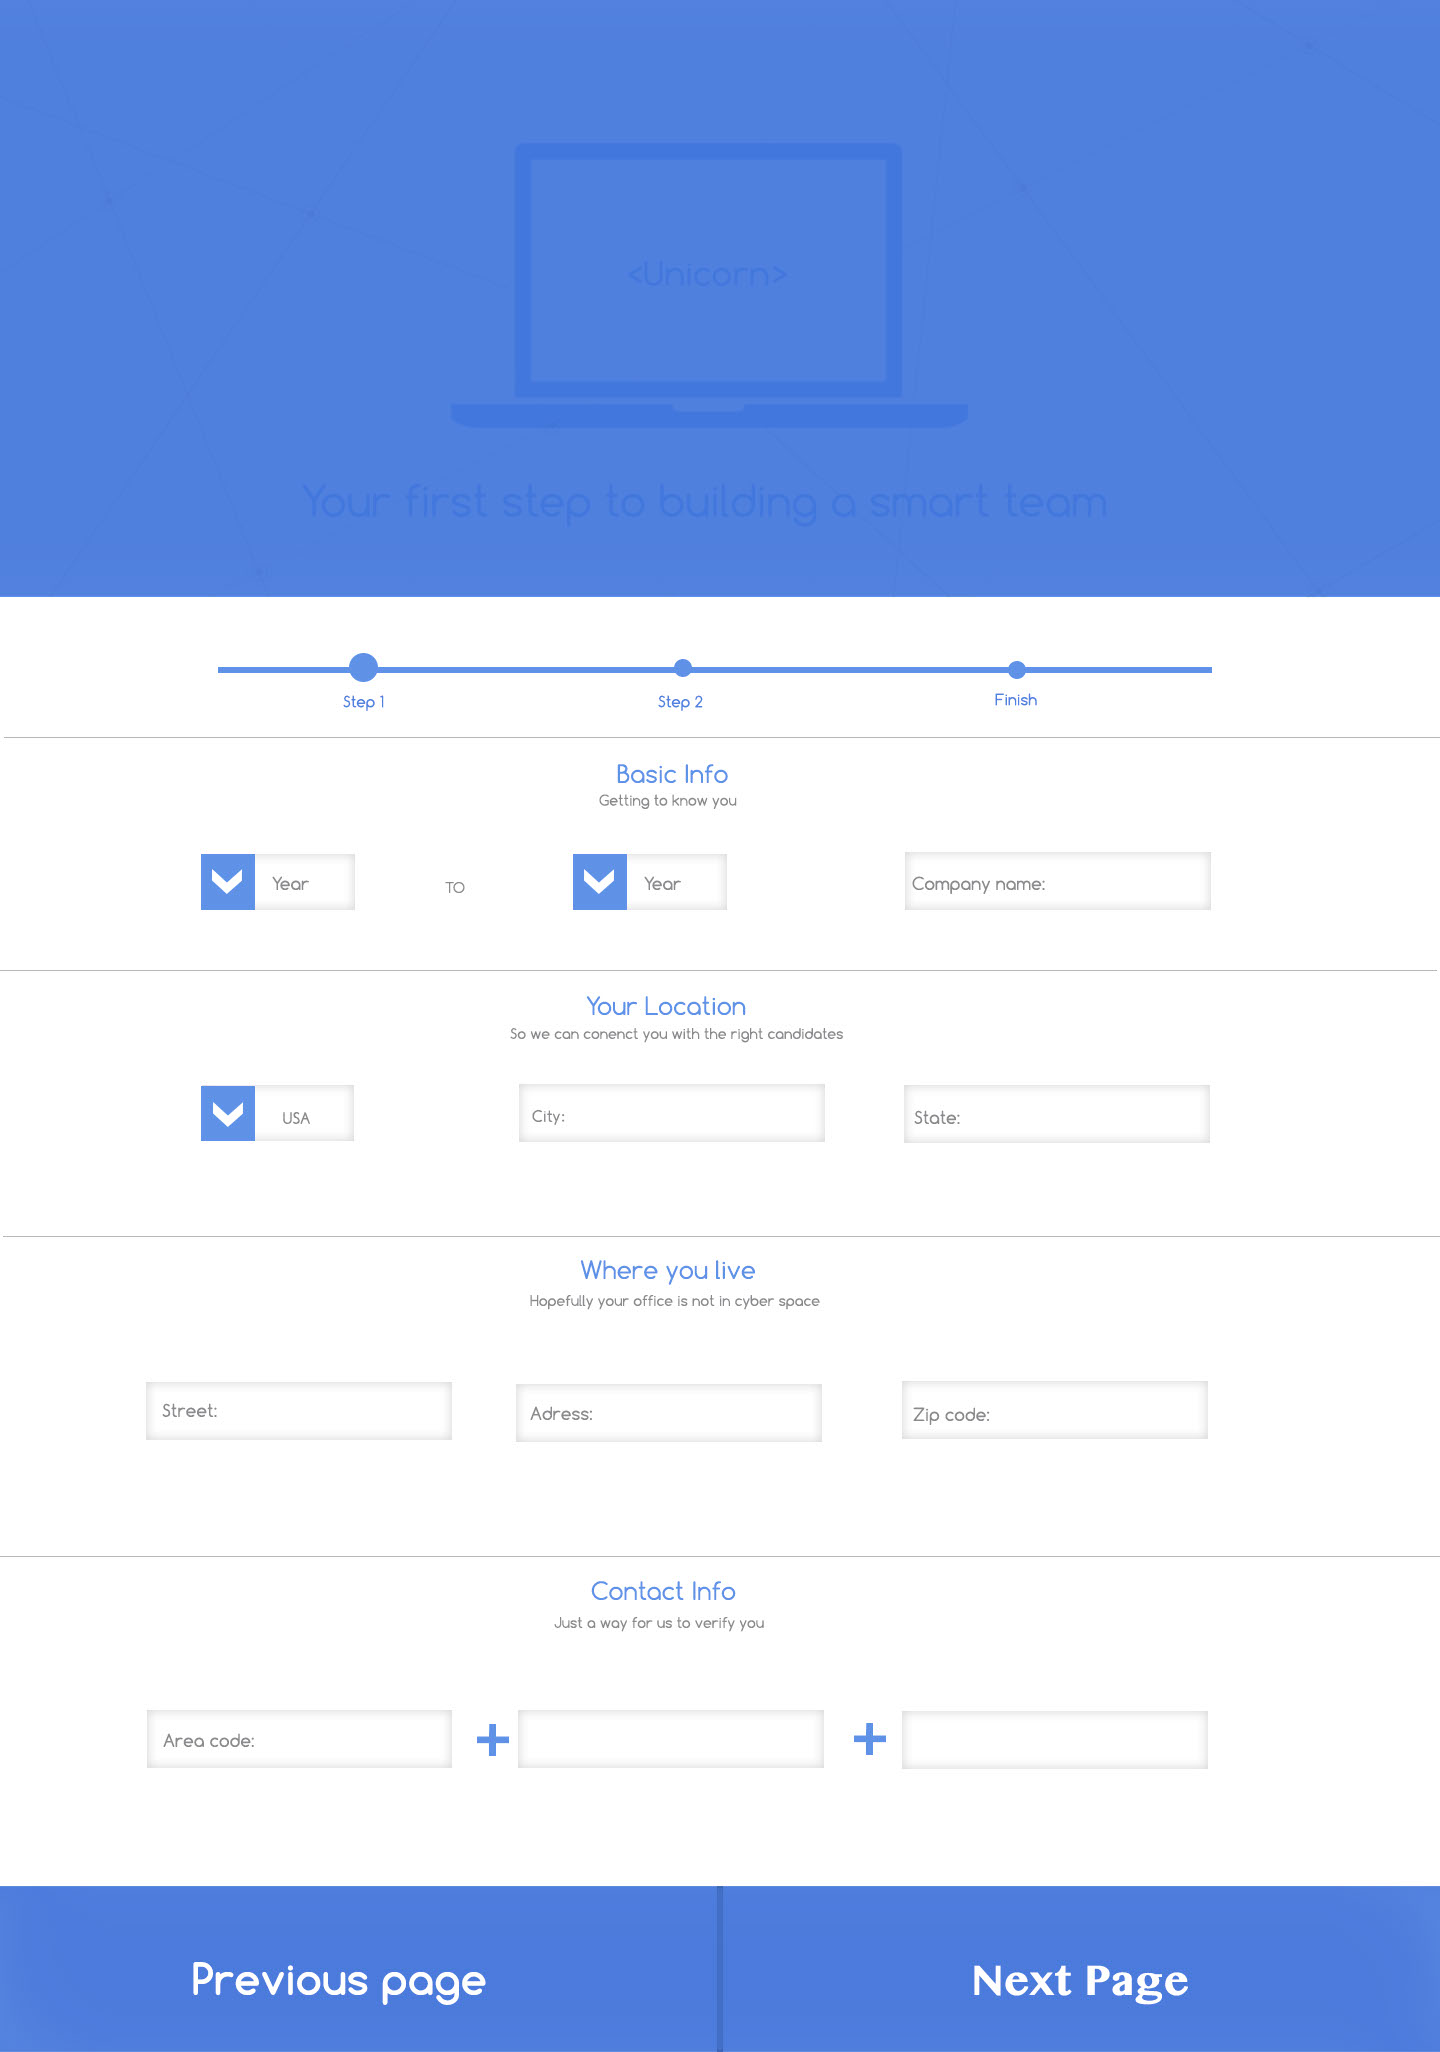 <Unicorn>
Your first step to building a smart team
Step 1 Step 2 Finish
Basic Info
Getting to know you
Year TO Year Company name:
Your Location
So we can conenct you with the right candidates
USA City: State:
Where you live
Hopefully your office is not in cyber space
Street: Adress: Zip code:
Contact Info
Just a way for us to verify you
Area code:
Previous page Next Page